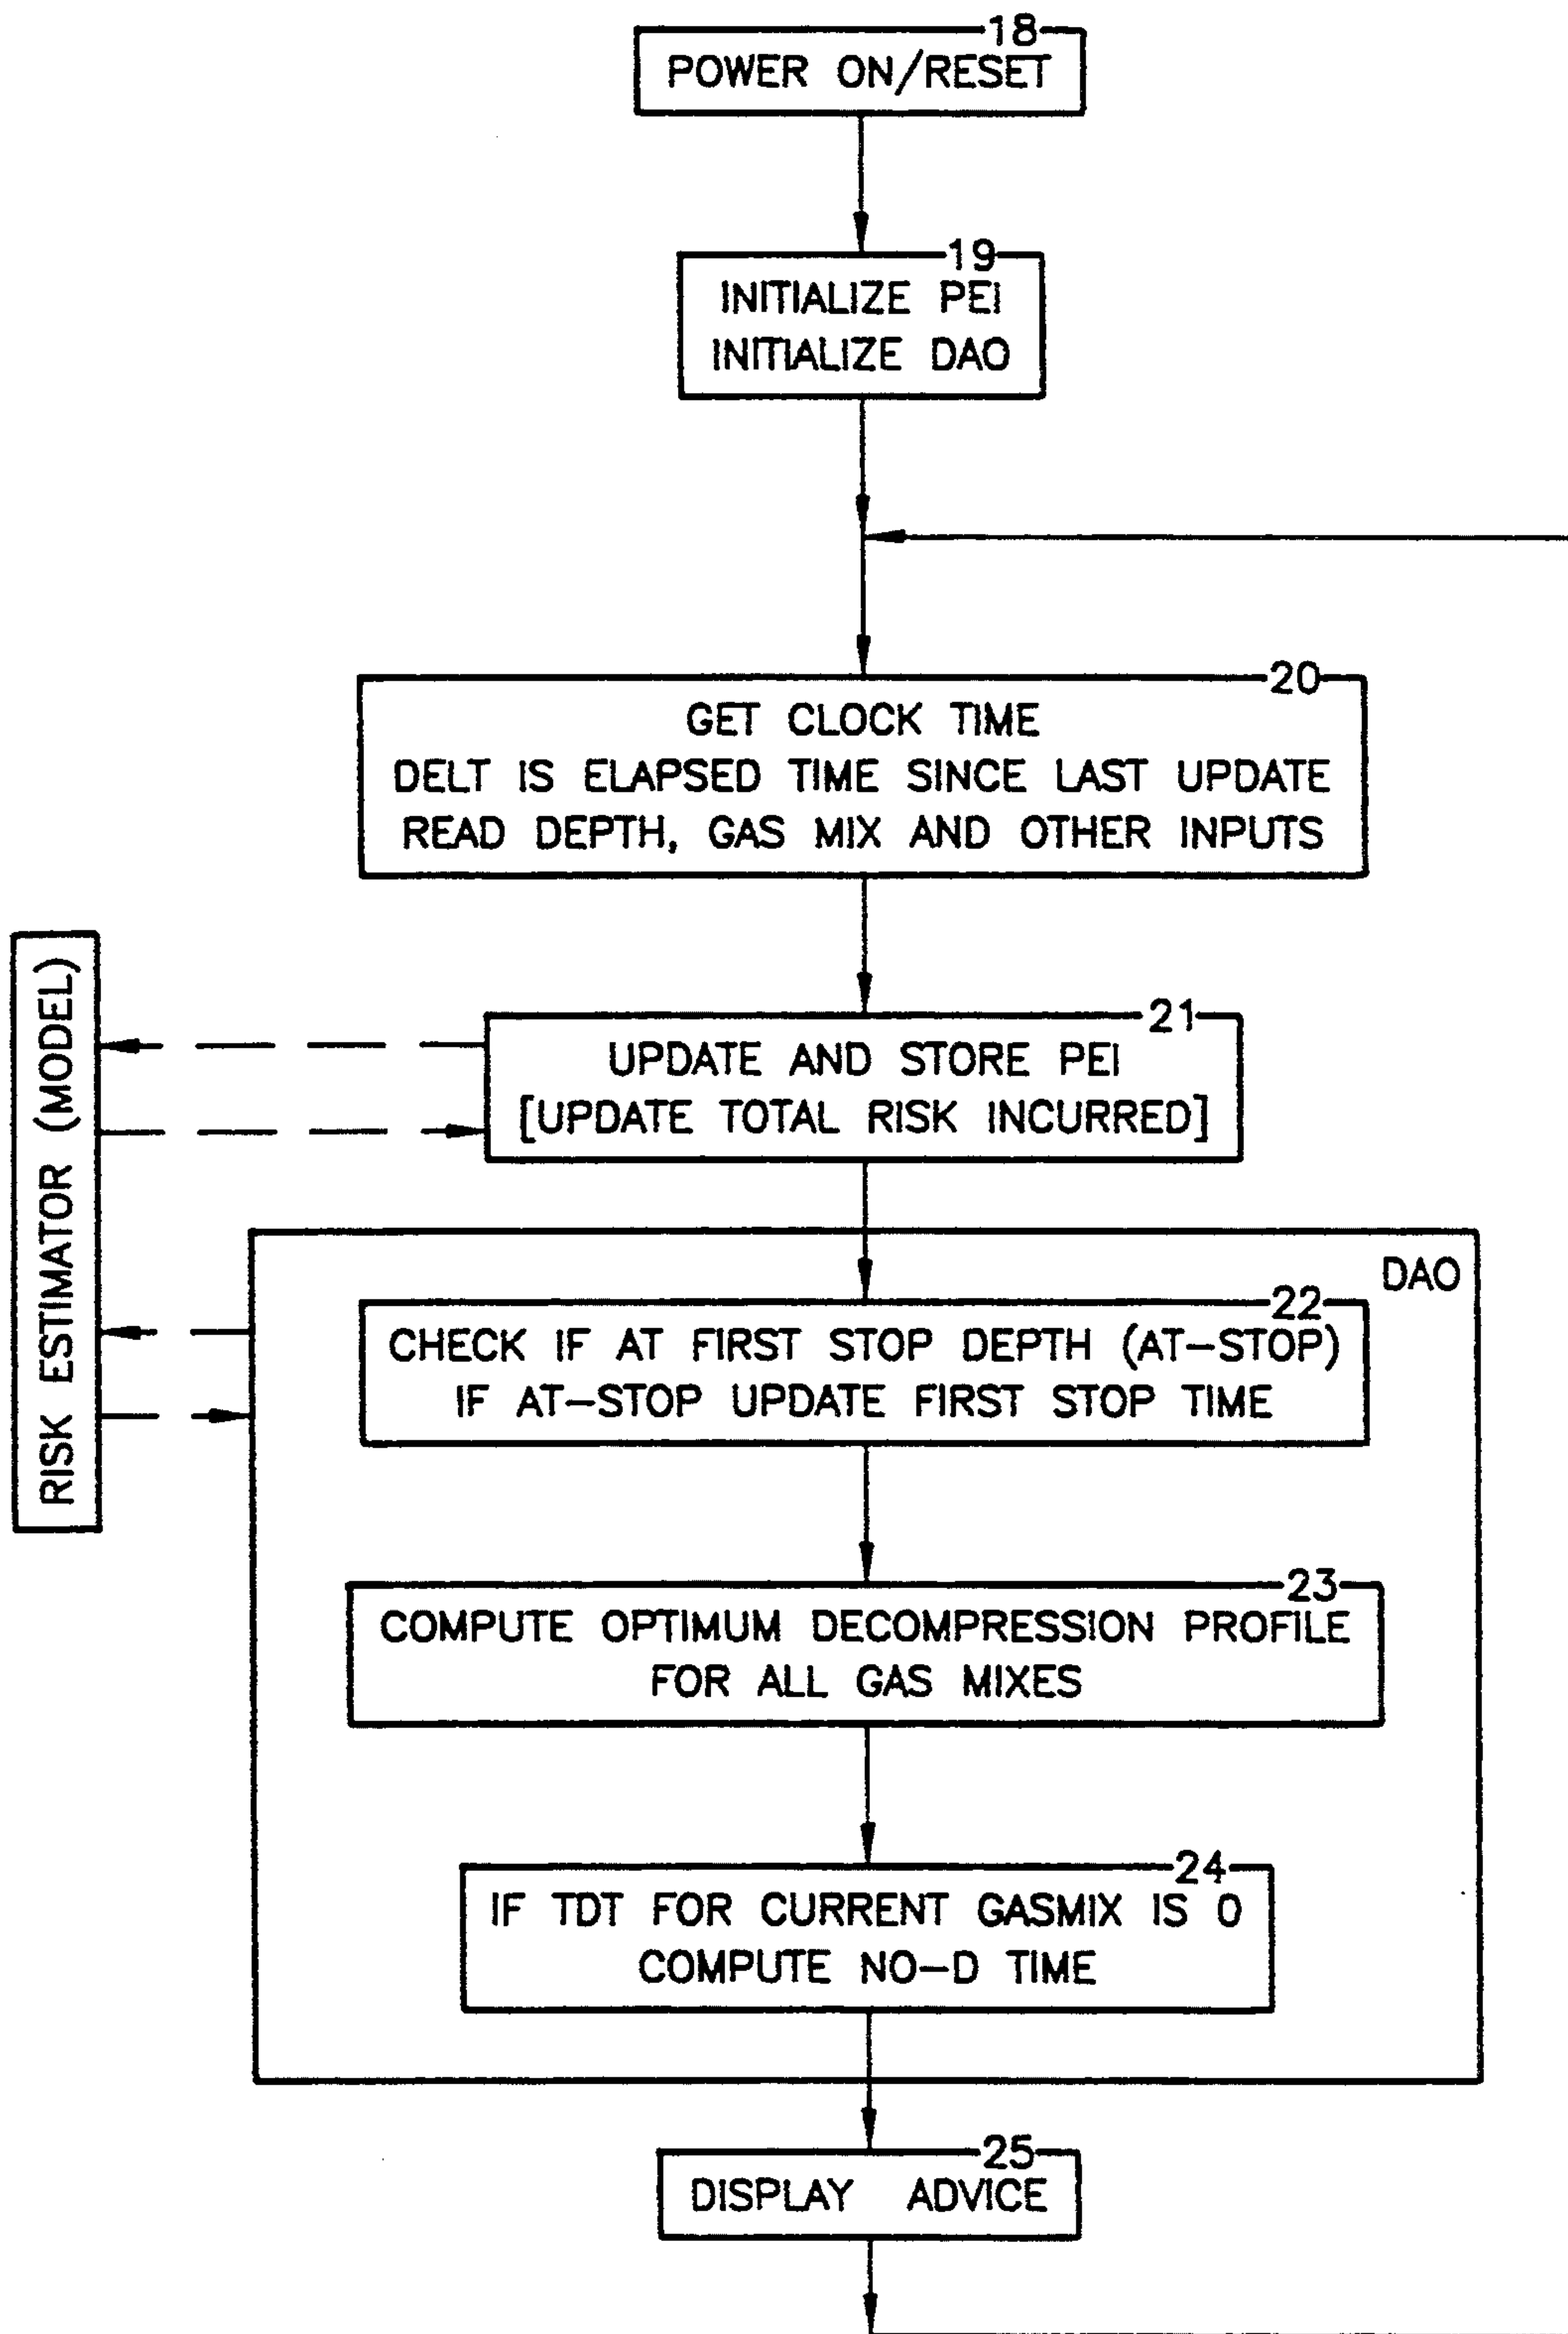 18
POWER ON/RESET
19
INITIALIZE PEI
INITIALIZE DAO
20
GET CLOCK TIME
DELT IS ELAPSED TIME SINCE LAST UPDATE
READ DEPTH, GAS MIX AND OTHER INPUTS
RISK ESTIMATOR (MODEL)
21
UPDATE AND STORE PEI
[UPDATE TOTAL RISK INCURRED]
DAO
22
CHECK IF AT FIRST STOP DEPTH (AT-STOP)
IF AT-STOP UPDATE FIRST STOP TIME
23
COMPUTE OPTIMUM DECOMPRESSION PROFILE
FOR ALL GAS MIXES
24
IF TDT FOR CURRENT GASMIX IS 0
COMPUTE NO-D TIME
25
DISPLAY ADVICE